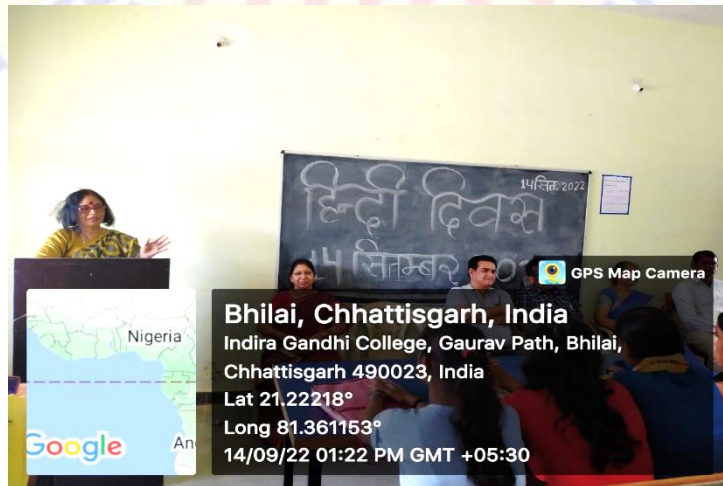 हिन्दी दिवस
14 सित. 2022
14 सितम्बर
GPS Map Camera
Bhilai, Chhattisgarh, India
Indira Gandhi College, Gaurav Path, Bhilai,
Chhattisgarh 490023, India
Lat 21.22218°
Long 81.361153°
14/09/22 01:22 PM GMT +05:30
Nigeria
An
Google